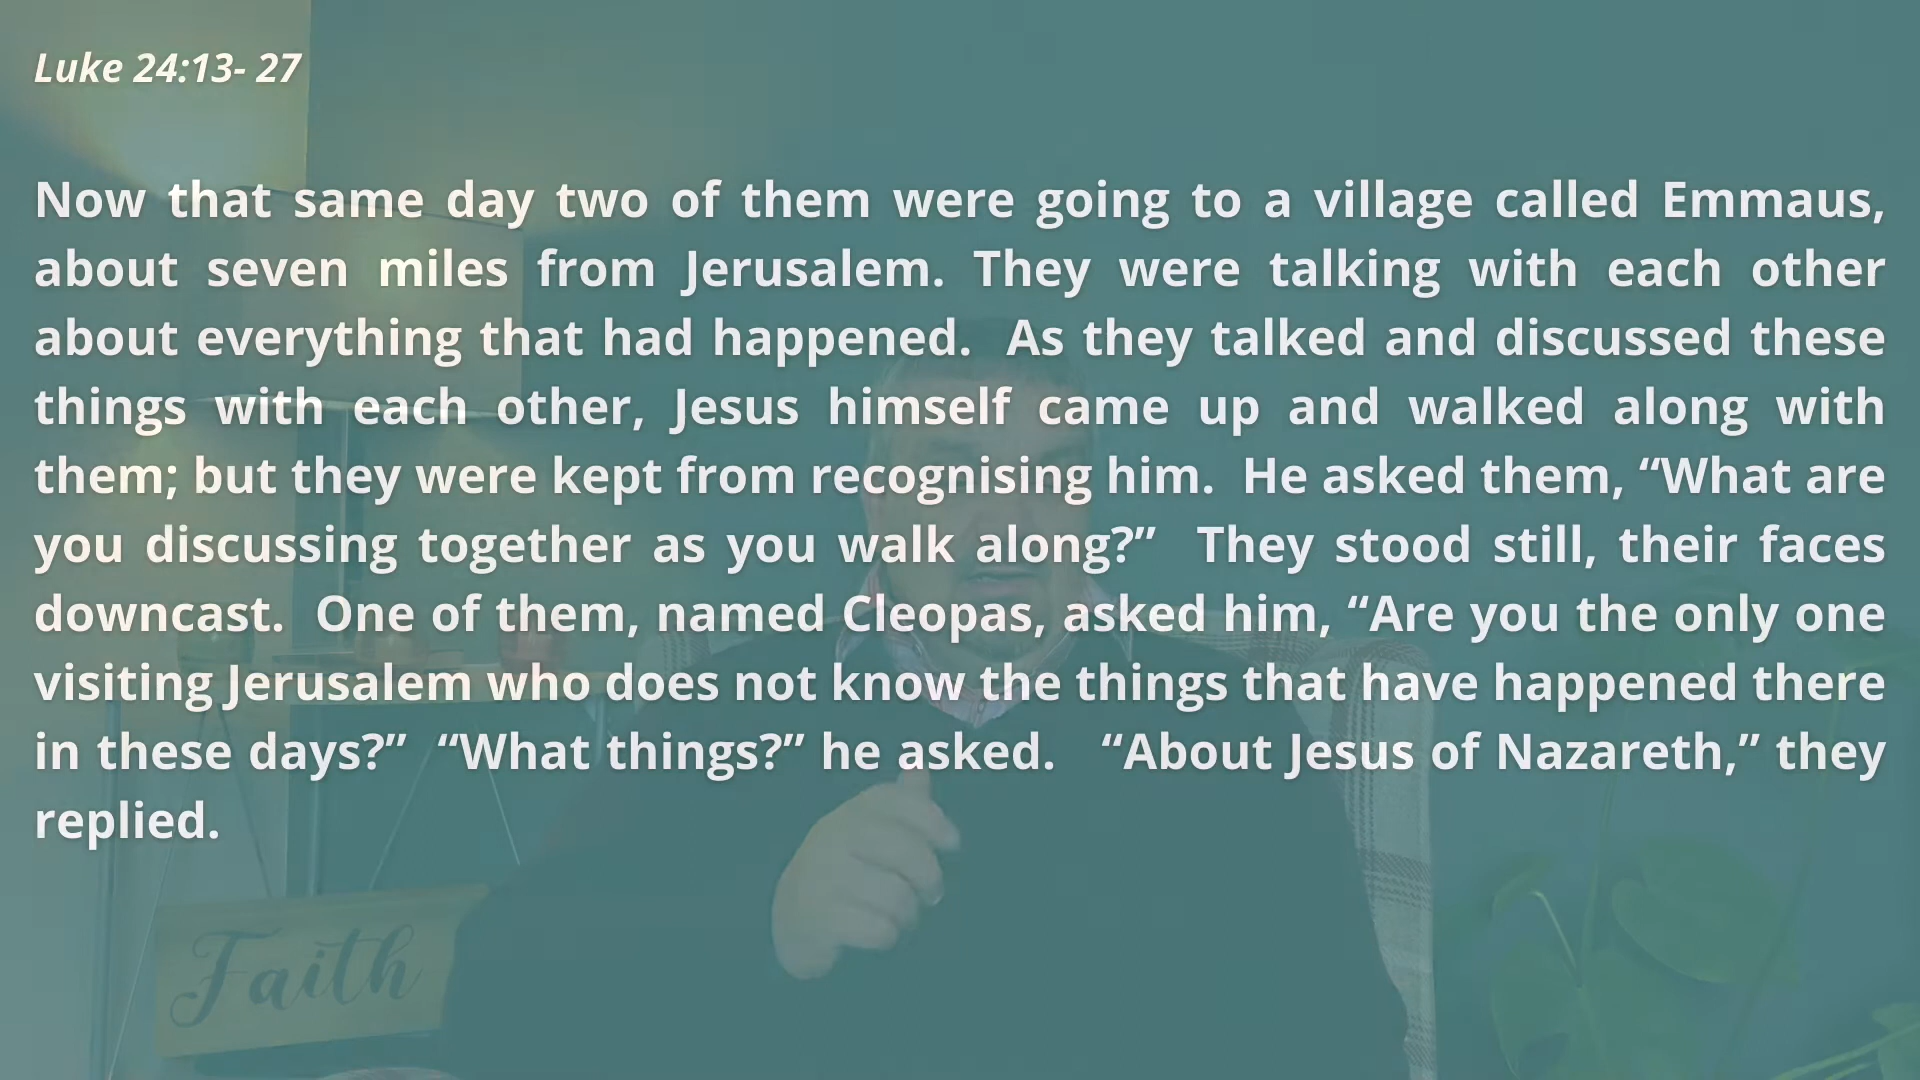 Luke 24:13- 27
Now that same day two of them were going to a village called Emmaus,
about seven miles from Jerusalem. They were talking with each other
about everything that had happened.  As they talked and discussed these
things with each other, Jesus himself came up and walked along with
them; but they were kept from recognising him.  He asked them, “What are
you discussing together as you walk along?”  They stood still, their faces
downcast.  One of them, named Cleopas, asked him, “Are you the only one
visiting Jerusalem who does not know the things that have happened there
in these days?”  “What things?” he asked.   “About Jesus of Nazareth,” they
replied.
Faith